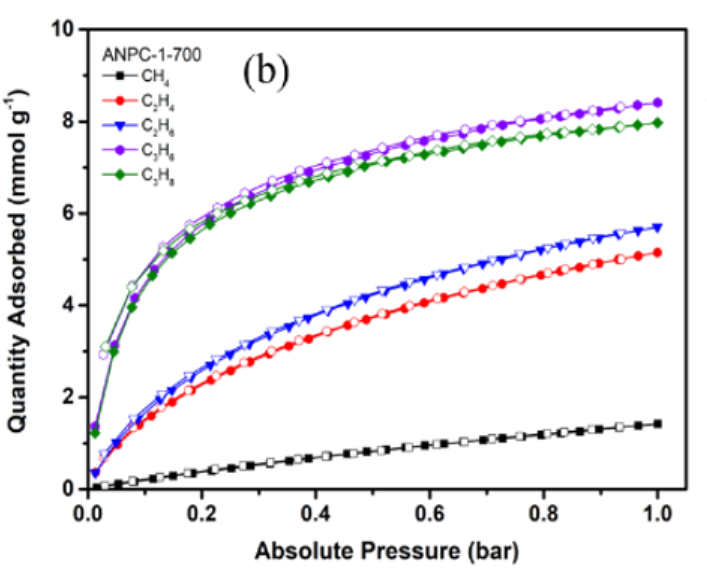 10
8
6
4
2
0
Quantity Adsorbed (mmol g⁻¹)
ANPC-1-700
(b)
CH₄
C₂H₄
C₂H₆
C₃H₆
C₃H₈
0.0 0.2 0.4 0.6 0.8 1.0
Absolute Pressure (bar)